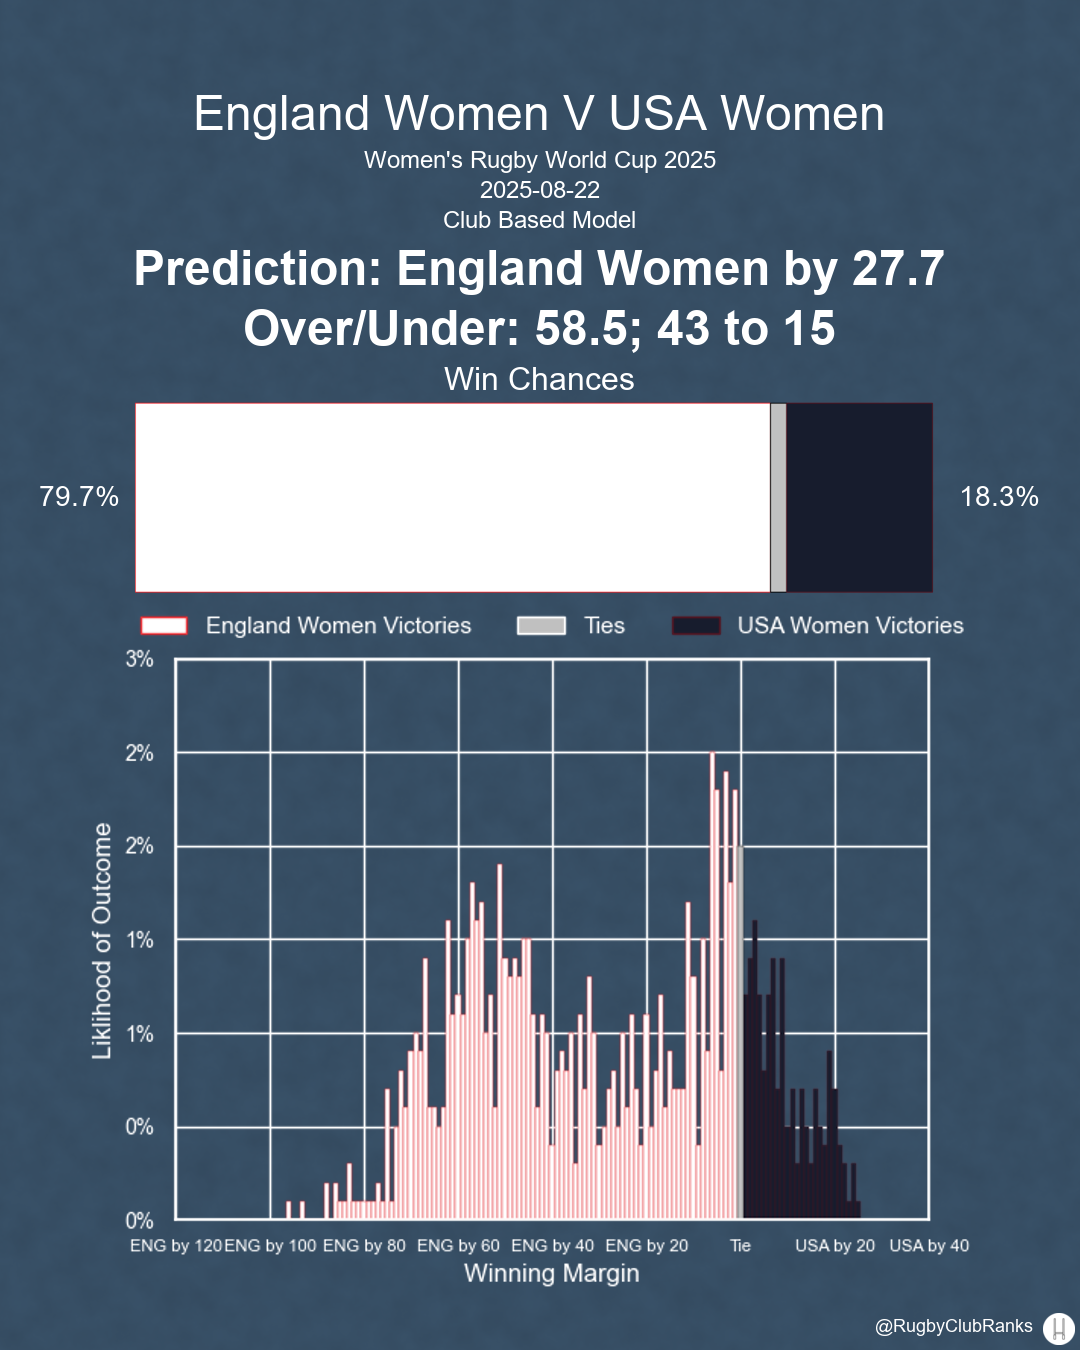 England Women V USA Women
Women's Rugby World Cup 2025
2025-08-22
Club Based Model
Prediction: England Women by 27.7
Over/Under: 58.5; 43 to 15
Win Chances
79.7%
18.3%
England Women Victories
Ties
USA Women Victories
3%
2%
2%
1%
1%
0%
0%
Liklihood of Outcome
ENG by 120
ENG by 100
ENG by 80
ENG by 60
ENG by 40
ENG by 20
Tie
USA by 20
USA by 40
Winning Margin
@RugbyClubRanks